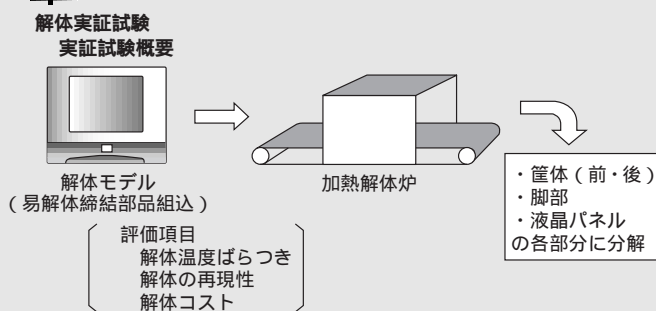 解体実証試験
実証試験概要
解体モデル
(易解体締結部品組込)
加熱解体炉
・筐体(前・後)
・脚部
・液晶パネル
の各部分に分解
評価項目
解体温度ばらつき
解体の再現性
解体コスト